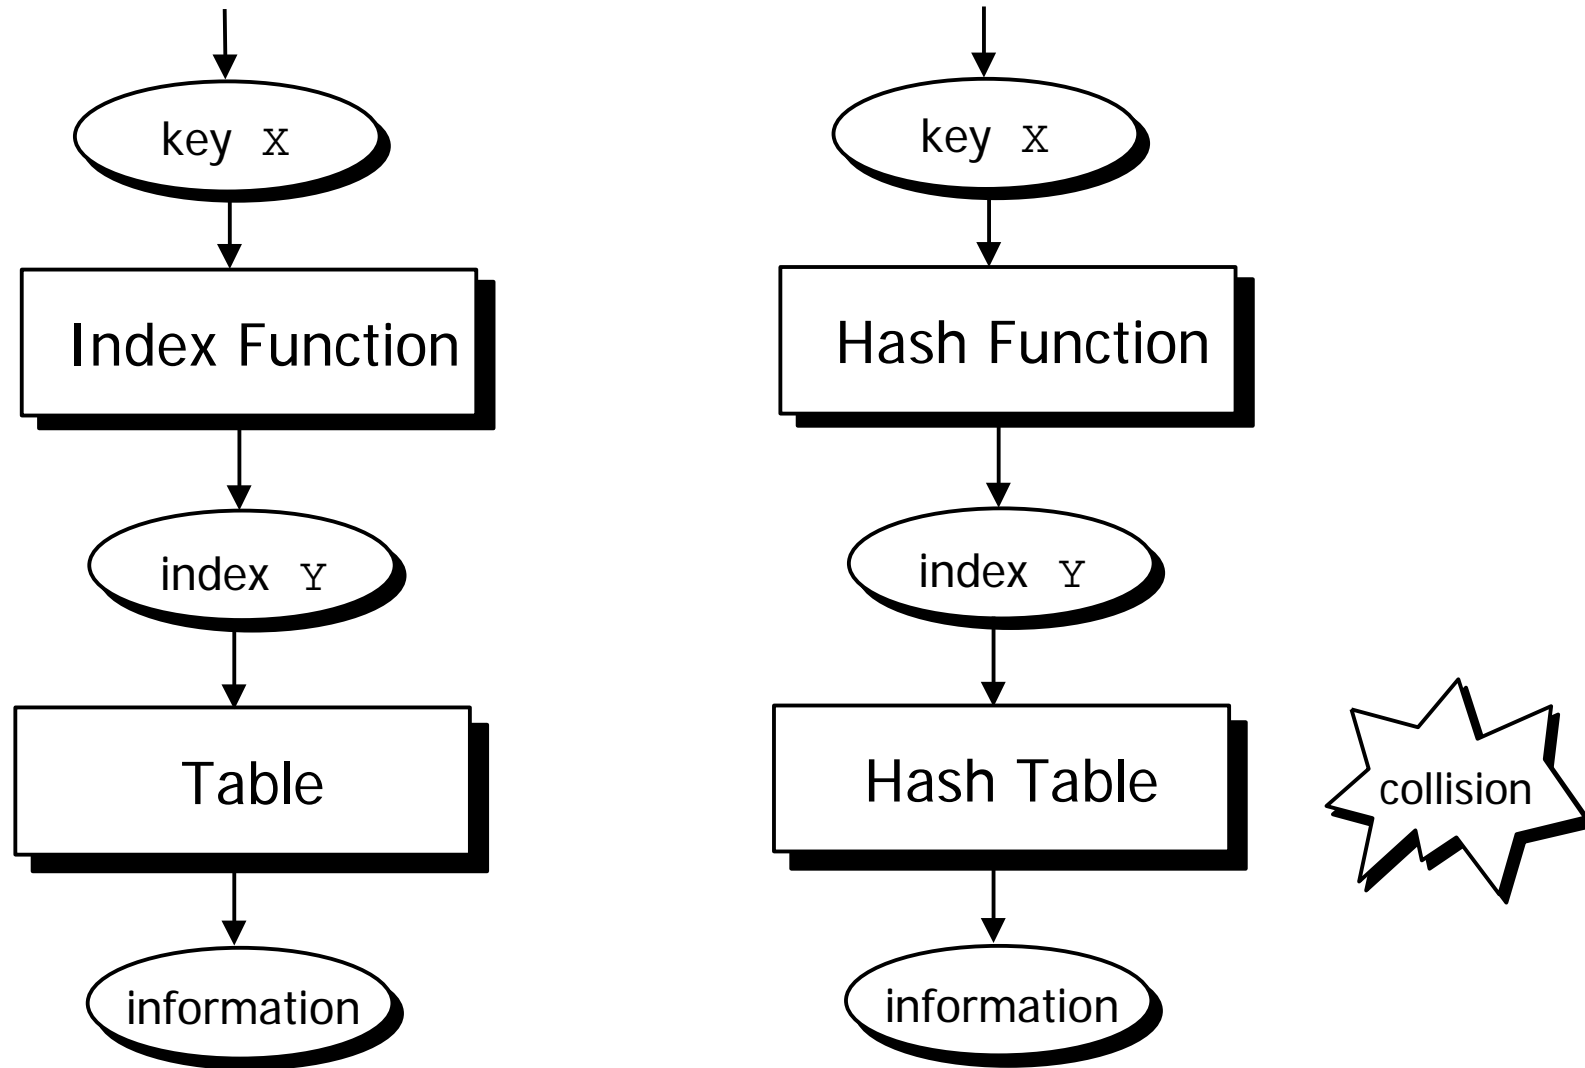 key X
Index Function
index Y
Table
information
key X
Hash Function
index Y
Hash Table
information
collision